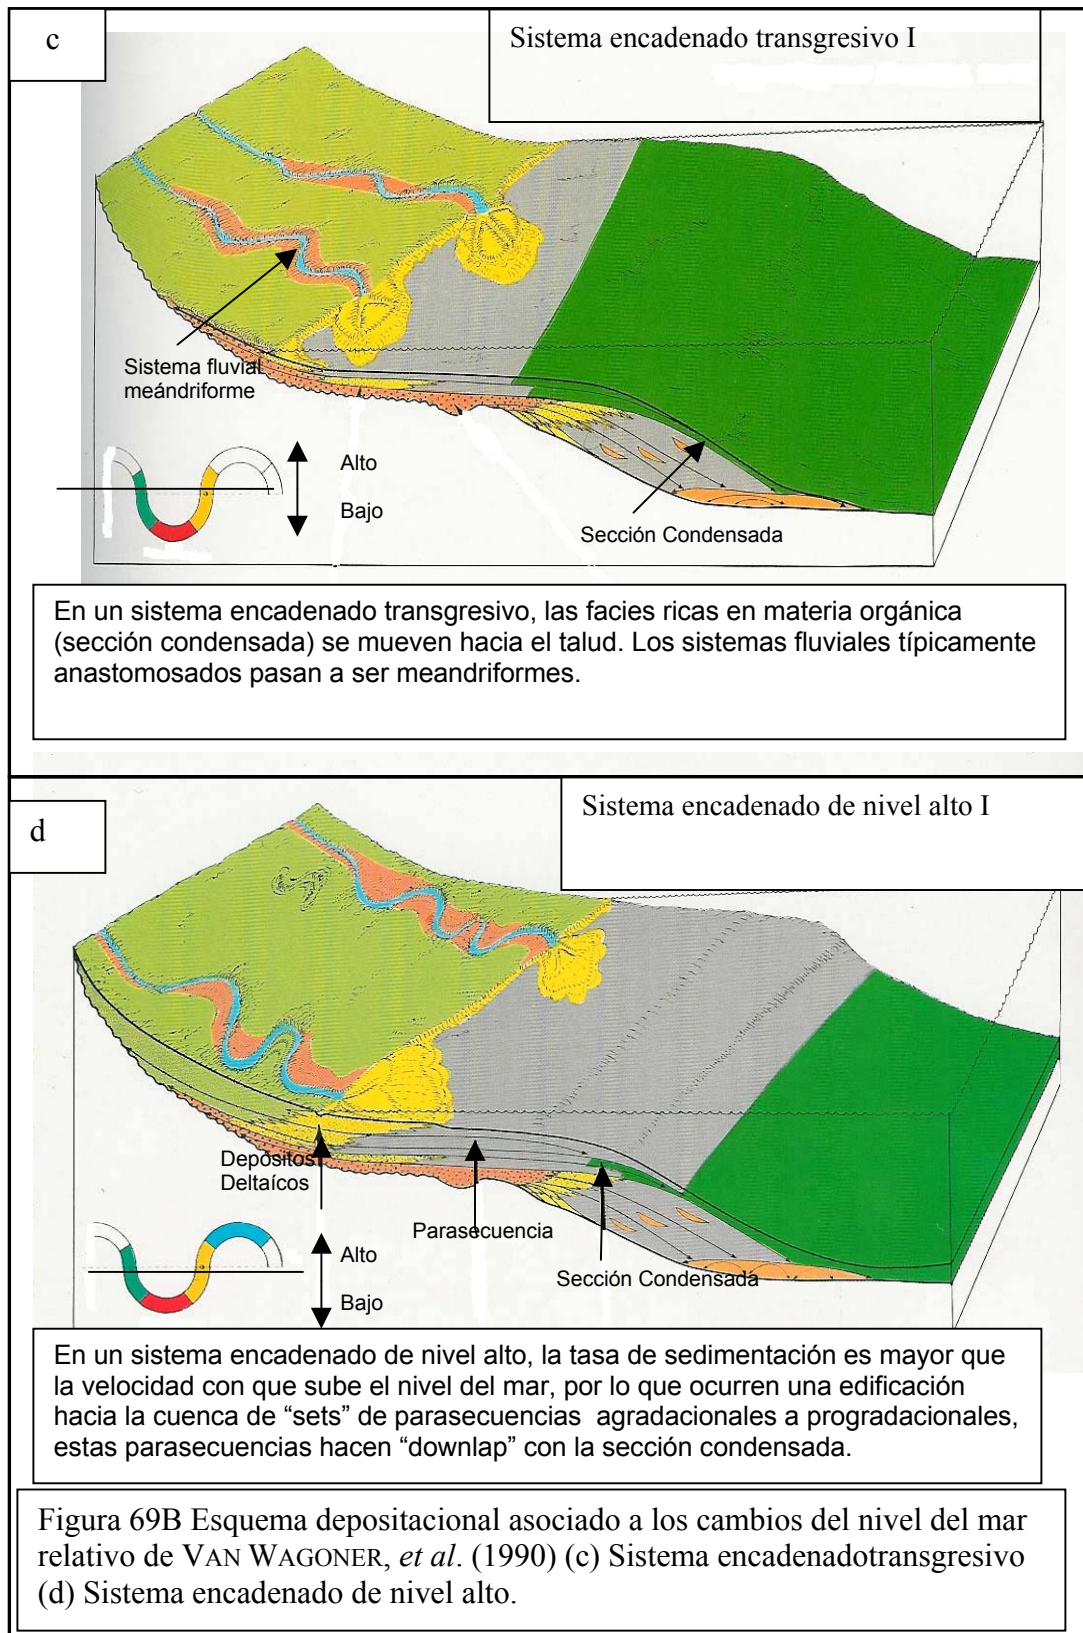 c
Sistema encadenado transgresivo I
Sistema fluvial
meándriforme
Alto
Bajo
Sección Condensada
En un sistema encadenado transgresivo, las facies ricas en materia orgánica
(sección condensada) se mueven hacia el talud. Los sistemas fluviales típicamente
anastomosados pasan a ser meandriformes.
d
Sistema encadenado de nivel alto I
Depósitos
Deltaícos
Parasecuencia
Sección Condensada
Alto
Bajo
En un sistema encadenado de nivel alto, la tasa de sedimentación es mayor que
la velocidad con que sube el nivel del mar, por lo que ocurren una edificación
hacia la cuenca de “sets” de parasecuencias agradacionales a progradacionales,
estas parasecuencias hacen “downlap” con la sección condensada.
Figura 69B Esquema depositacional asociado a los cambios del nivel del mar
relativo de VAN WAGONER, et al. (1990) (c) Sistema encadenadotransgresivo
(d) Sistema encadenado de nivel alto.